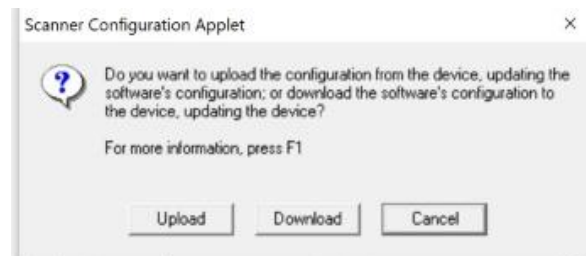 Scanner Configuration Applet
Do you want to upload the configuration from the device, updating the
software's configuration; or download the software's configuration to
the device, updating the device?
For more information, press F1
Upload Download Cancel